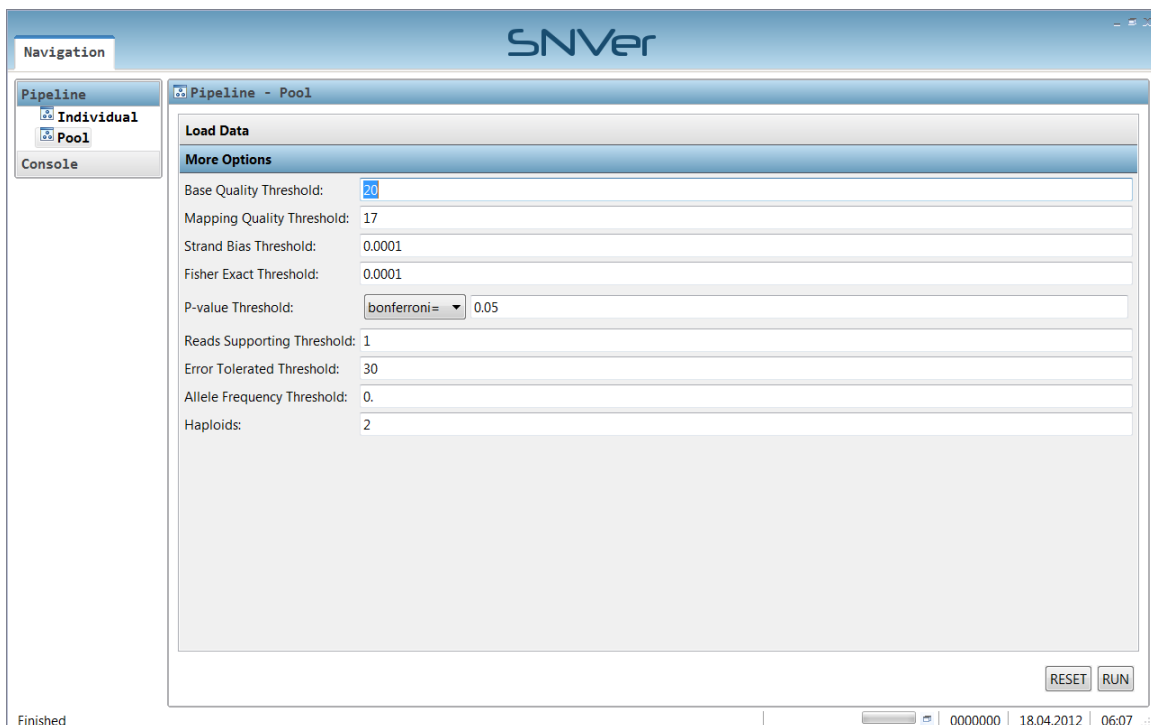 SNVer
Navigation
Pipeline
Individual
Pool
Console
Pipeline - Pool
Load Data
More Options
Base Quality Threshold: 20
Mapping Quality Threshold: 17
Strand Bias Threshold: 0.0001
Fisher Exact Threshold: 0.0001
P-value Threshold: bonferroni= 0.05
Reads Supporting Threshold: 1
Error Tolerated Threshold: 30
Allele Frequency Threshold: 0.
Haploids: 2
RESET RUN
Finished 0000000 18.04.2012 06:07